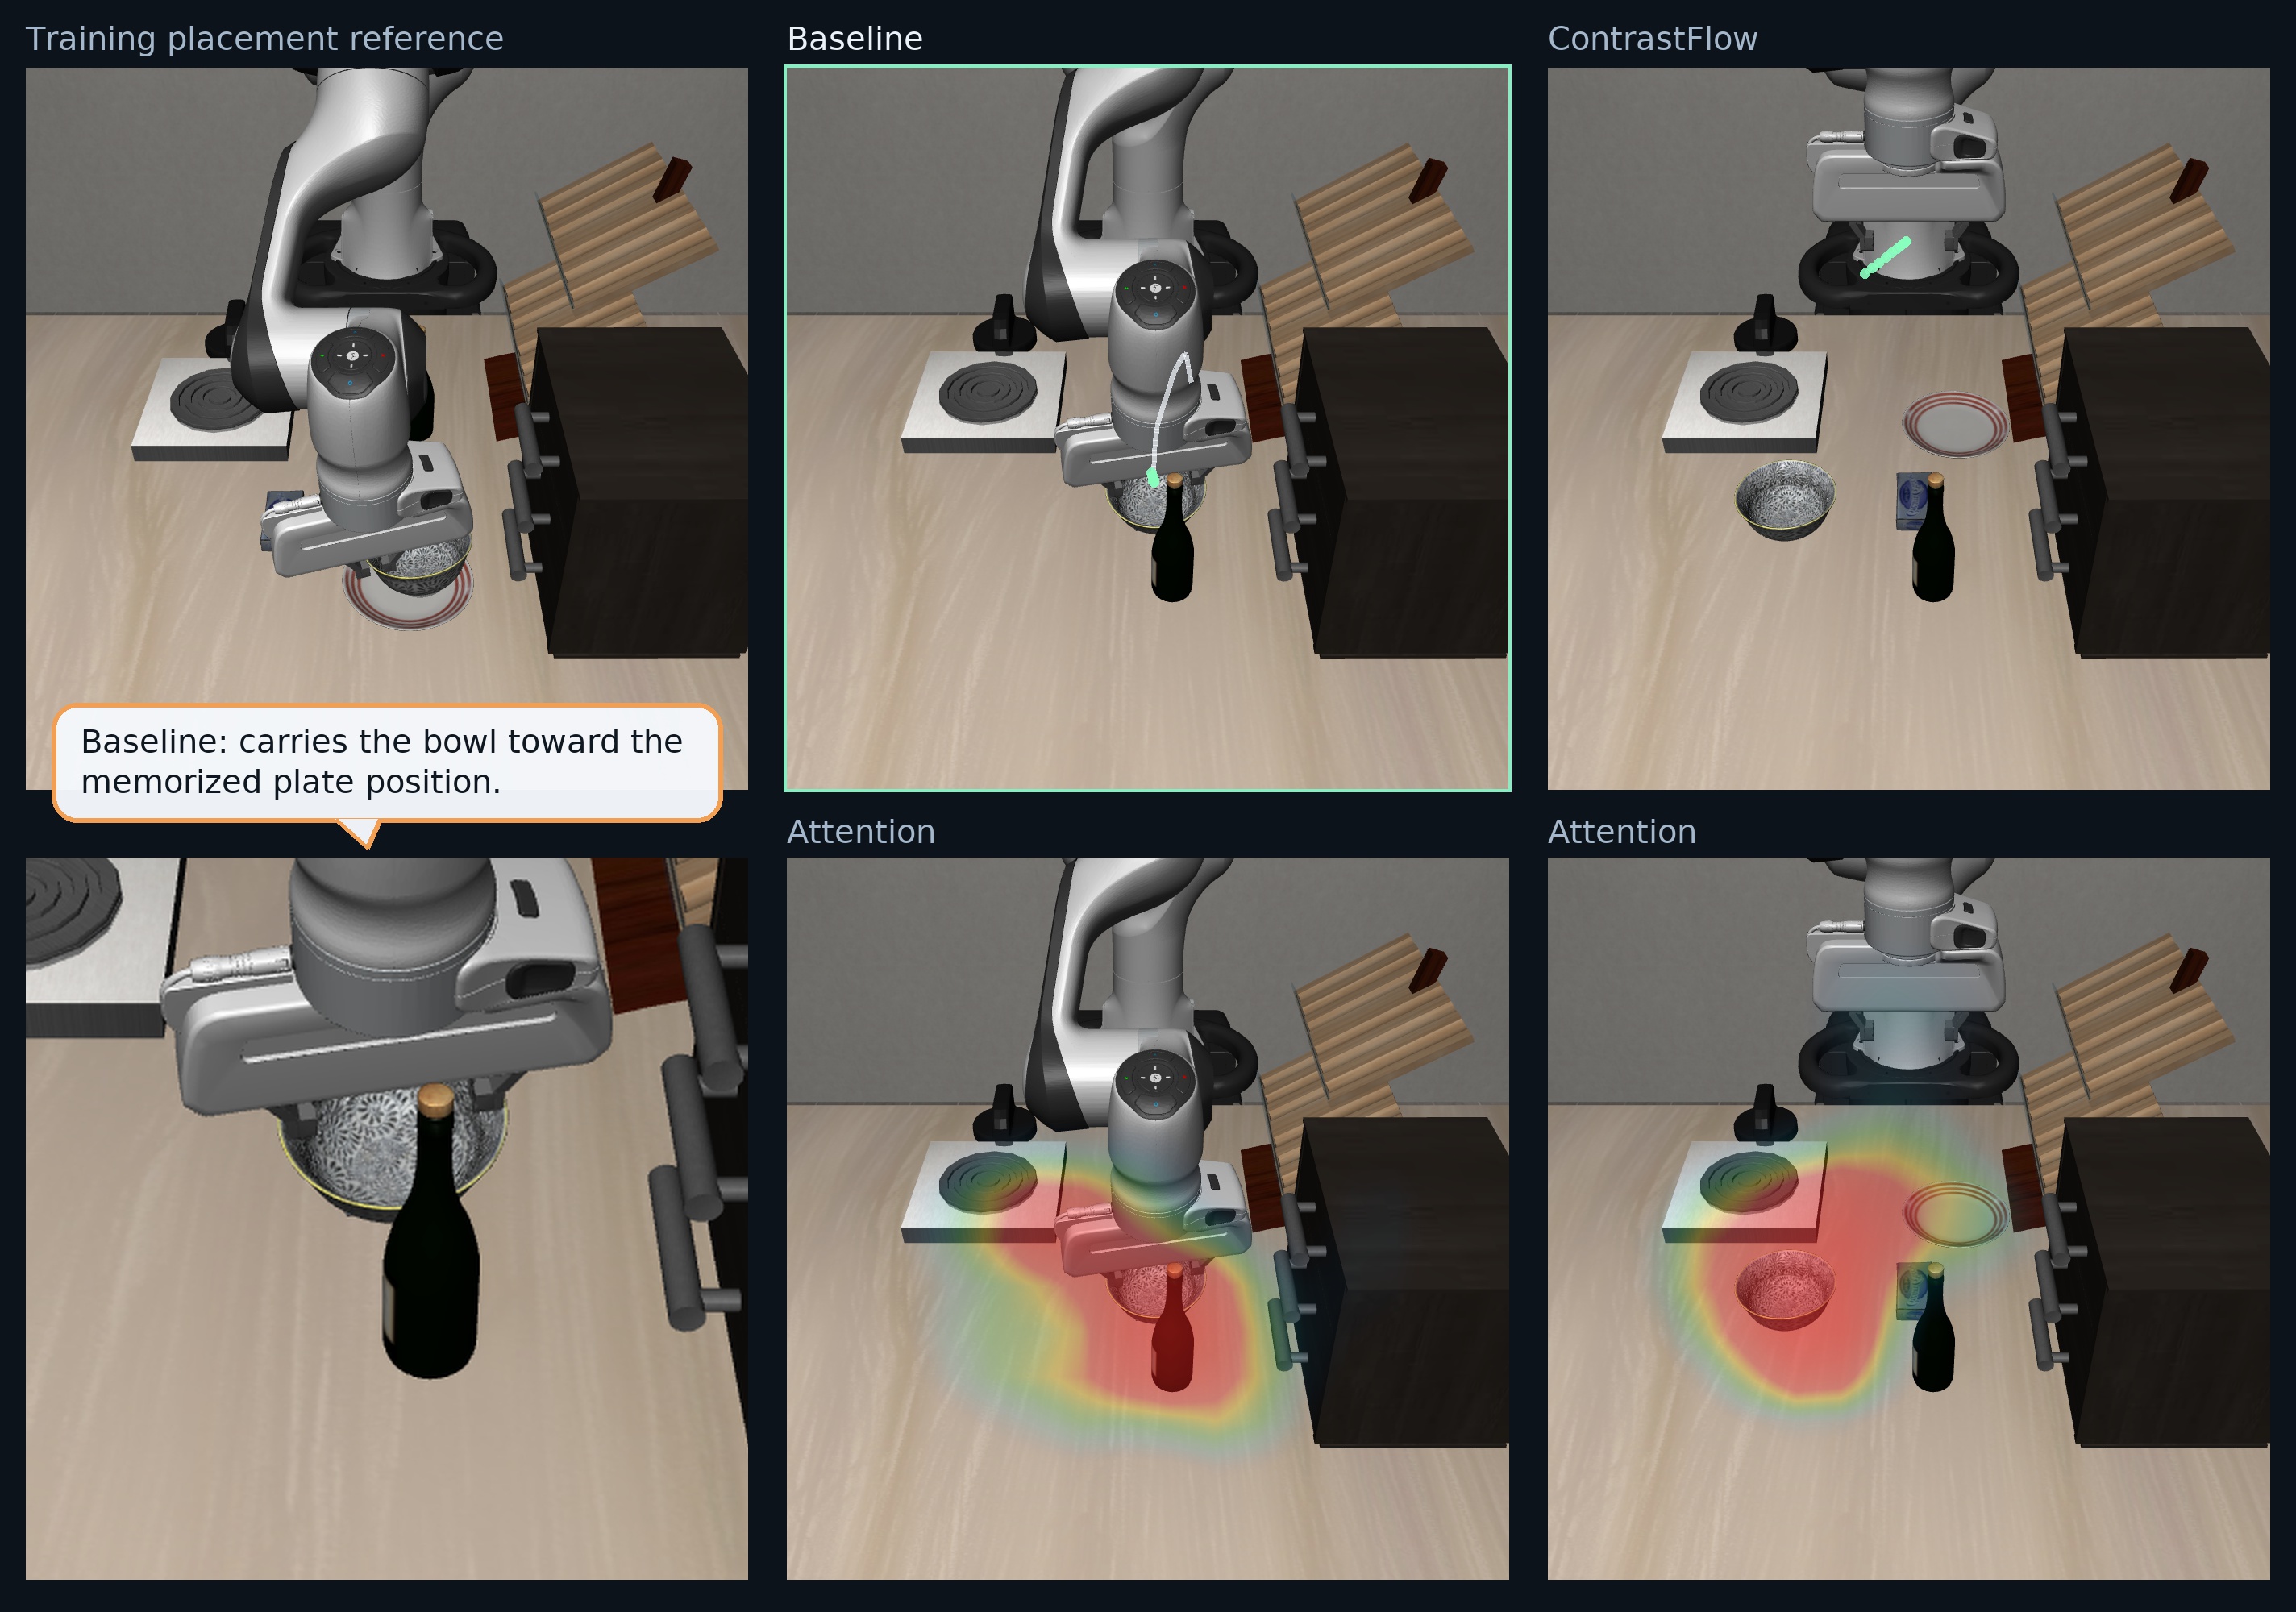 Training placement reference
Baseline
ContrastFlow
Baseline: carries the bowl toward the
memorized plate position.
Attention
Attention